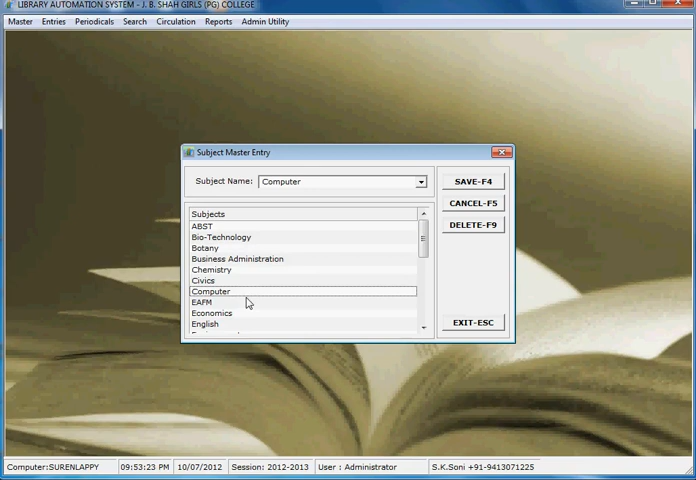 LIBRARY AUTOMATION SYSTEM - J. B. SHAH GIRLS (PG) COLLEGE
Master Entries Periodicals Search Circulation Reports Admin Utility
Subject Master Entry
Subject Name: Computer
SAVE-F4
CANCEL-F5
DELETE-F9
EXIT-ESC
Subjects
ABST
Bio-Technology
Botany
Business Administration
Chemistry
Civics
Computer
EAFM
Economics
English
Computer:SURENLAPPY 09:53:23 PM 10/07/2012 Session: 2012-2013 User : Administrator S.K.Soni +91-9413071225